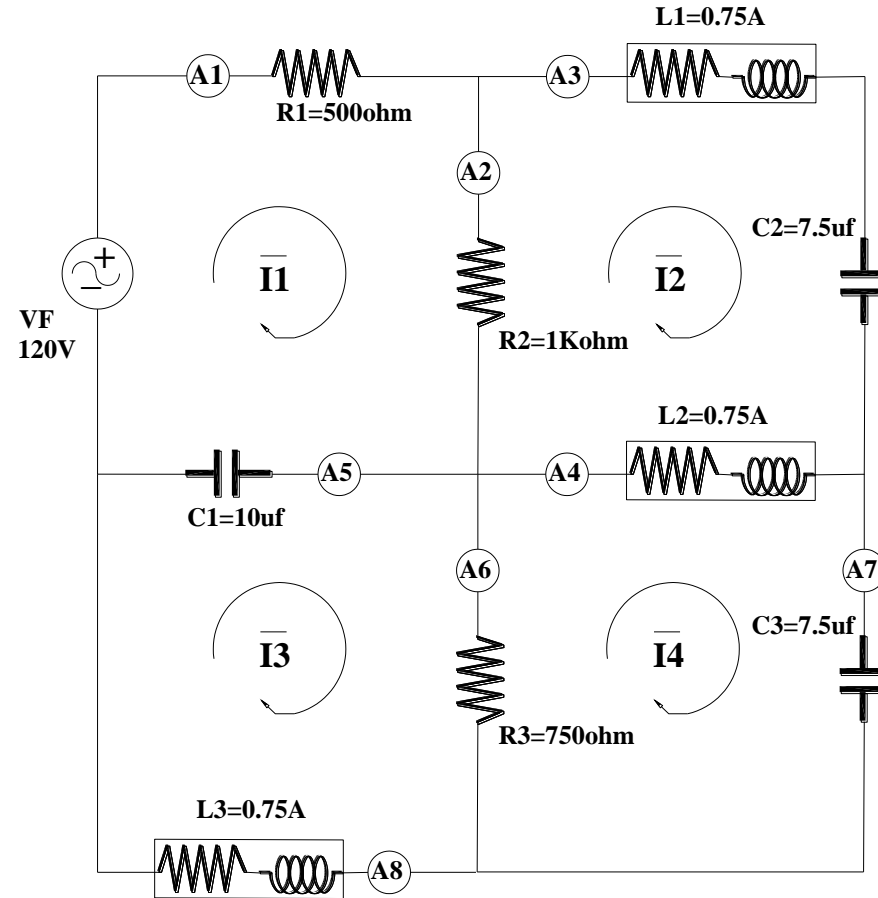 L1=0.75A
A1
A3
R1=500ohm
A2
C2=7.5uf
I1
I2
VF
120V
R2=1Kohm
L2=0.75A
A5
A4
C1=10uf
A6
A7
C3=7.5uf
I3
I4
R3=750ohm
L3=0.75A
A8